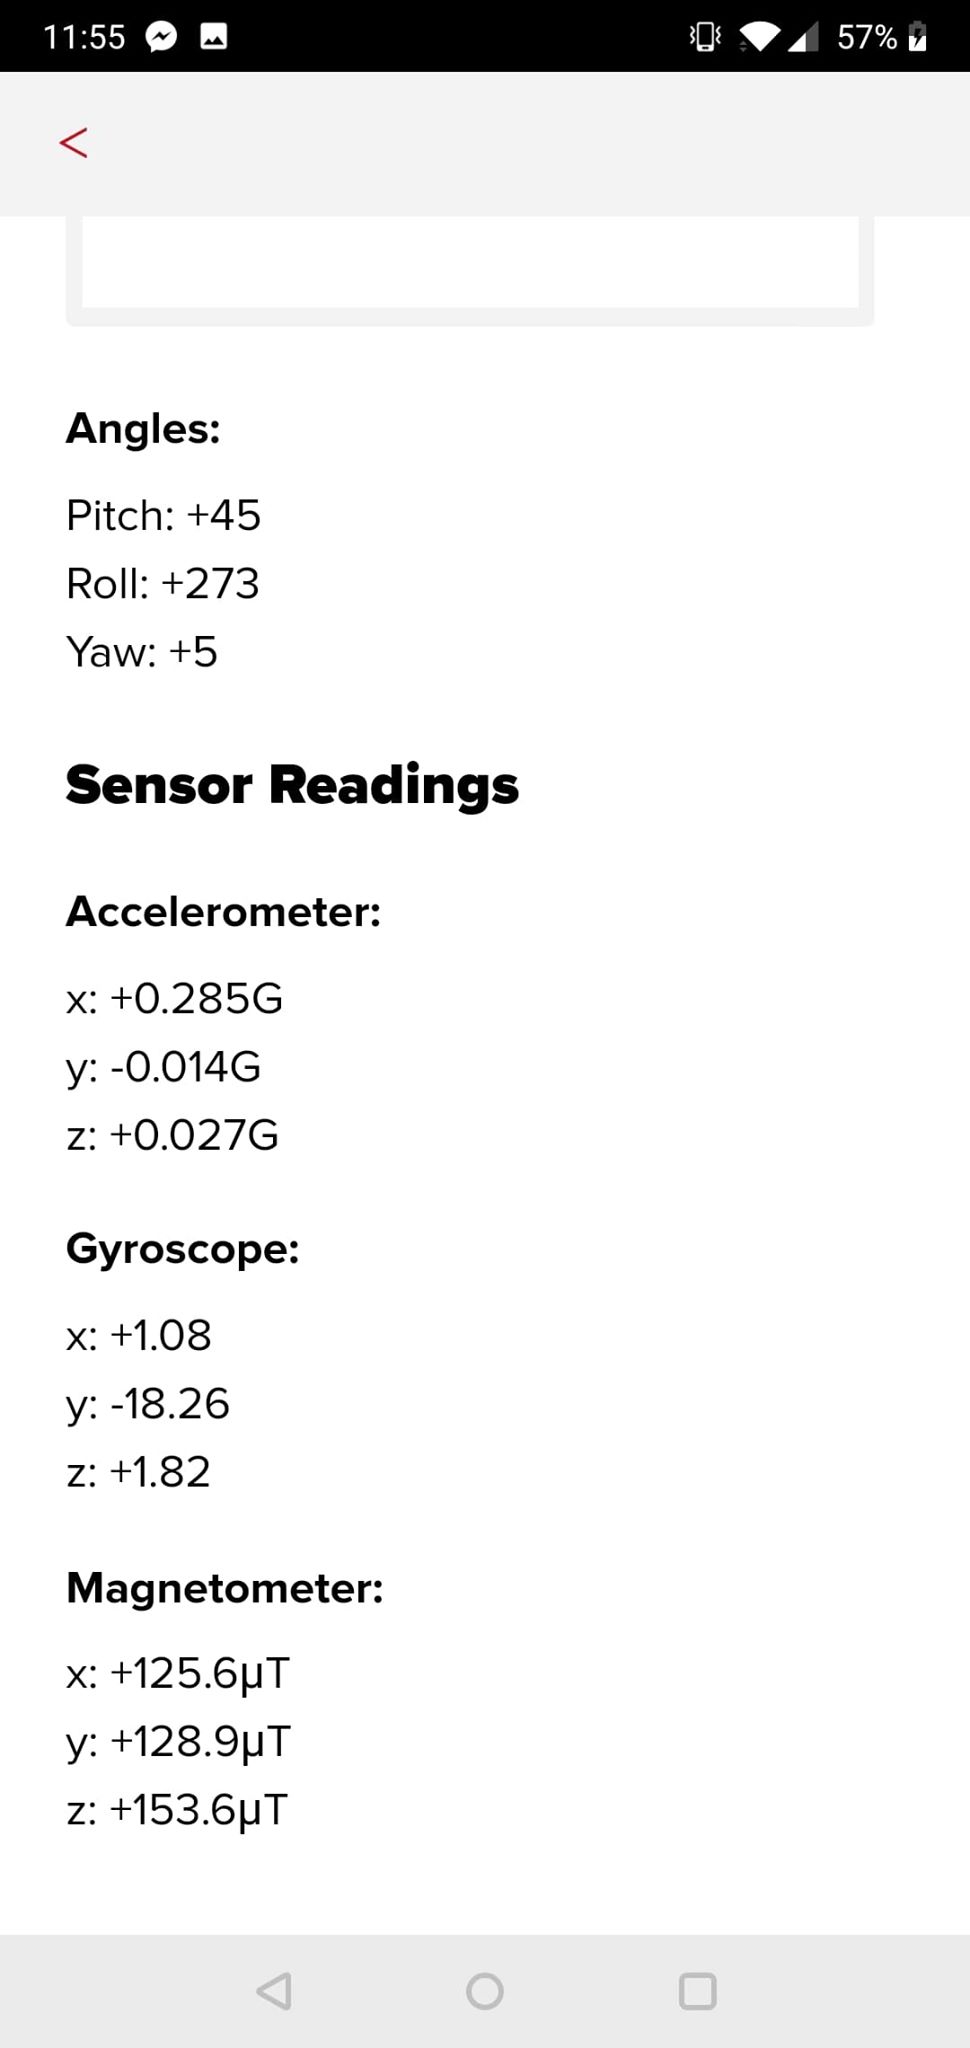 11:55
57%
<
Angles:
Pitch: +45
Roll: +273
Yaw: +5
Sensor Readings
Accelerometer:
x: +0.285G
y: -0.014G
z: +0.027G
Gyroscope:
x: +1.08
y: -18.26
z: +1.82
Magnetometer:
x: +125.6μT
y: +128.9μT
z: +153.6μT